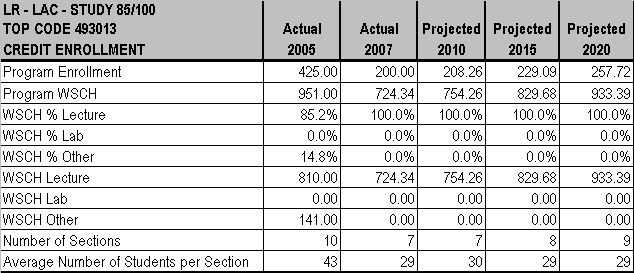 LR - LAC - STUDY 85/100
TOP CODE 493013 Actual Actual Projected Projected Projected
CREDIT ENROLLMENT 2005 2007 2010 2015 2020
Program Enrollment 425.00 200.00 208.26 229.09 257.72
Program WSCH 951.00 724.34 754.26 829.68 933.39
WSCH % Lecture 85.2% 100.0% 100.0% 100.0% 100.0%
WSCH % Lab 0.0% 0.0% 0.0% 0.0% 0.0%
WSCH % Other 14.8% 0.0% 0.0% 0.0% 0.0%
WSCH Lecture 810.00 724.34 754.26 829.68 933.39
WSCH Lab 0.00 0.00 0.00 0.00 0.00
WSCH Other 141.00 0.00 0.00 0.00 0.00
Number of Sections 10 7 7 8 9
Average Number of Students per Section 43 29 30 29 29